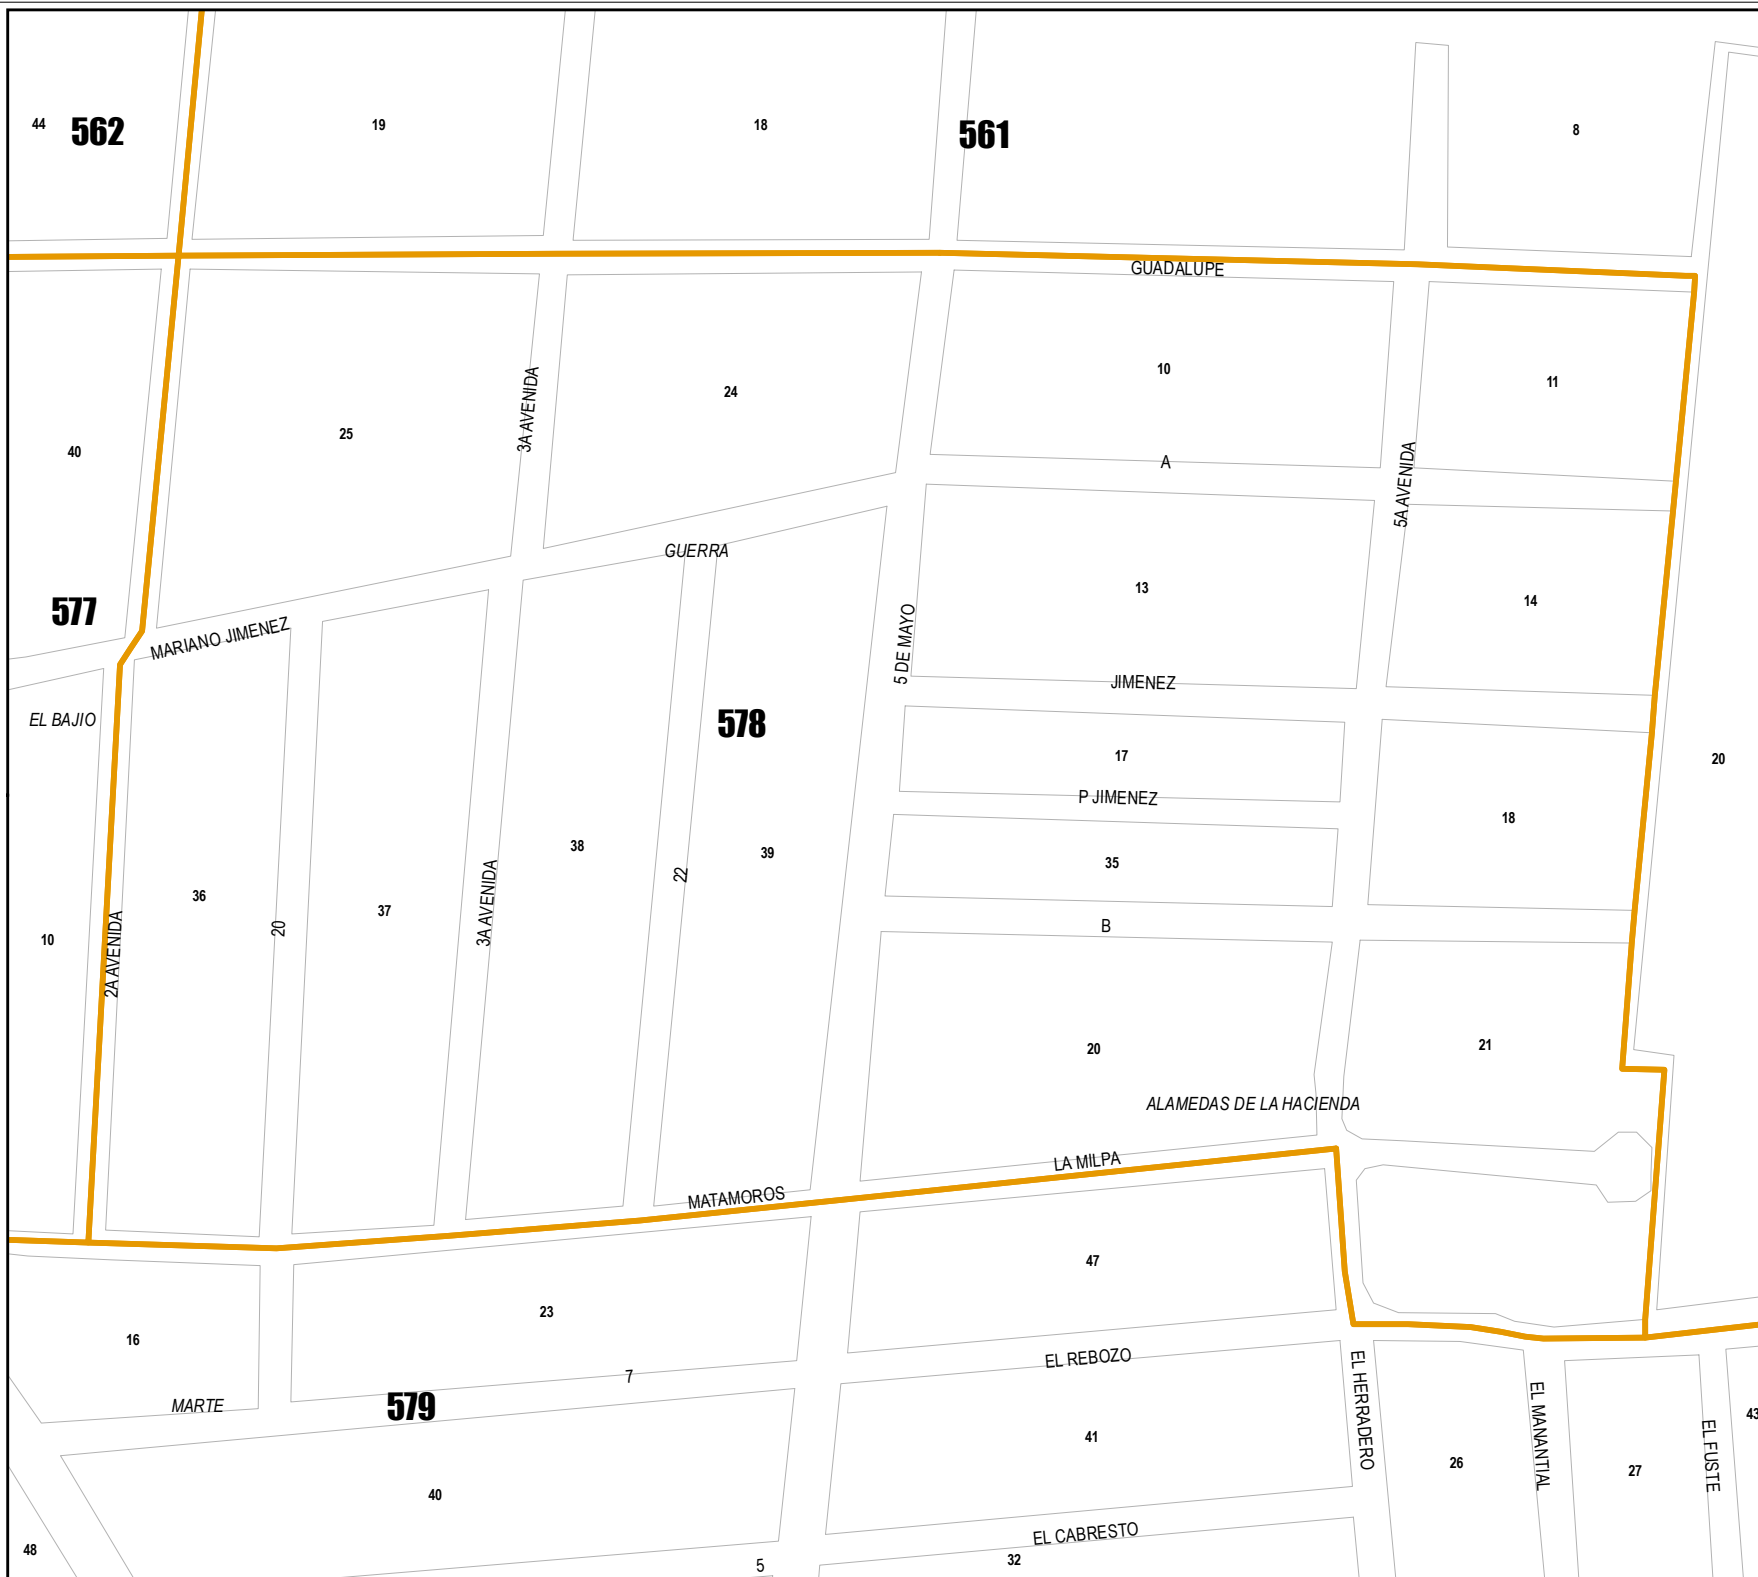 44
562
19
18
561
8
GUADALUPE
10
11
3A AVENIDA
24
25
40
A
5A AVENIDA
GUERRA
13
14
577
MARIANO JIMENEZ
5 DE MAYO
JIMENEZ
EL BAJIO
578
17
20
P JIMENEZ
18
38
39
35
22
36
37
3A AVENIDA
20
B
10
2A AVENIDA
20
21
ALAMEDAS DE LA HACIENDA
LA MILPA
MATAMOROS
47
23
16
EL REBOZO
7
MARTE
579
EL HERRADERO
EL MANANTIAL
EL FUSTE
43
41
26
27
40
EL CABRESTO
48
5
32